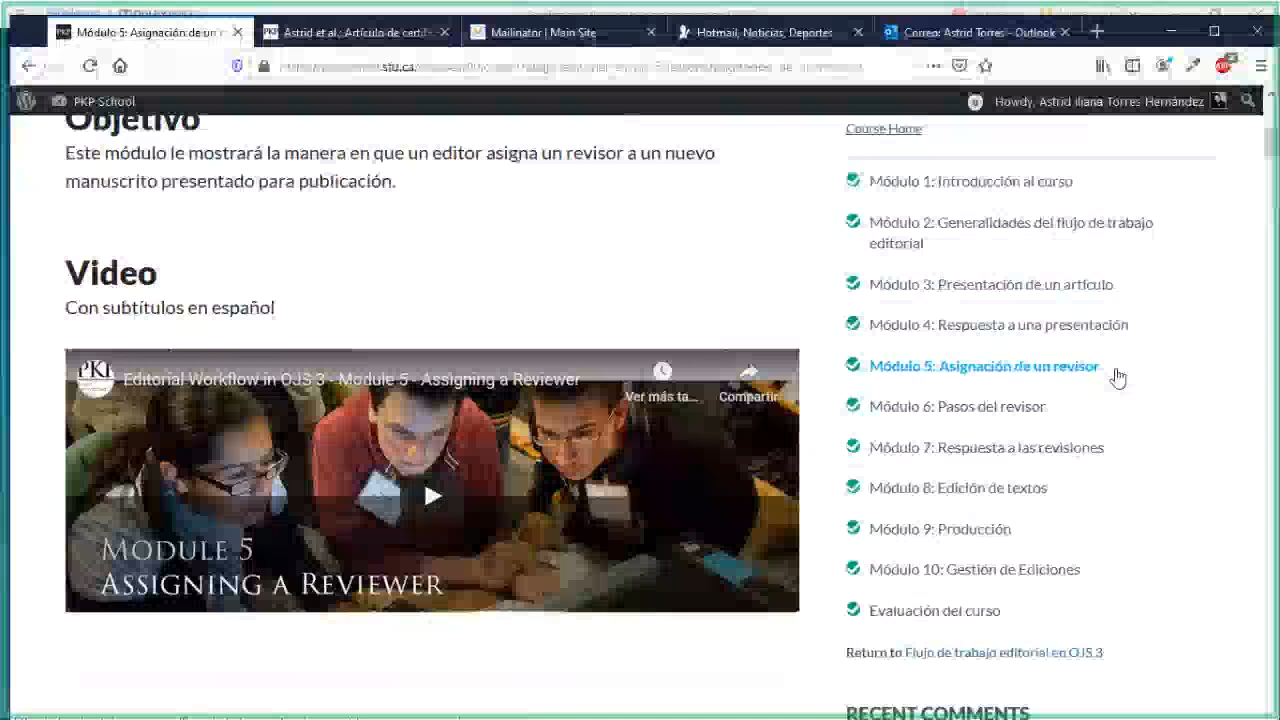 Módulo 5: Asignación de un r
Astrid et al., Artículo de certif
Mailinator | Main Site
Hotmail, Noticias, Deportes
Correo: Astrid Torres - Outlook
sfu.ca
PKP School
Howdy, Astrid Iliana Torres Hernández
Objetivo
Este módulo le mostrará la manera en que un editor asigna un revisor a un nuevo
manuscrito presentado para publicación.
Video
Con subtítulos en español
PKP
Editorial Workflow in OJS 3 - Module 5 - Assigning a Reviewer
Ver más ta...
Compartir
MODULE 5
ASSIGNING A REVIEWER
Course Home
Módulo 1: Introducción al curso
Módulo 2: Generalidades del flujo de trabajo
editorial
Módulo 3: Presentación de un artículo
Módulo 4: Respuesta a una presentación
Módulo 5: Asignación de un revisor
Módulo 6: Pasos del revisor
Módulo 7: Respuesta a las revisiones
Módulo 8: Edición de textos
Módulo 9: Producción
Módulo 10: Gestión de Ediciones
Evaluación del curso
Return to Flujo de trabajo editorial en OJS 3
RECENT COMMENTS